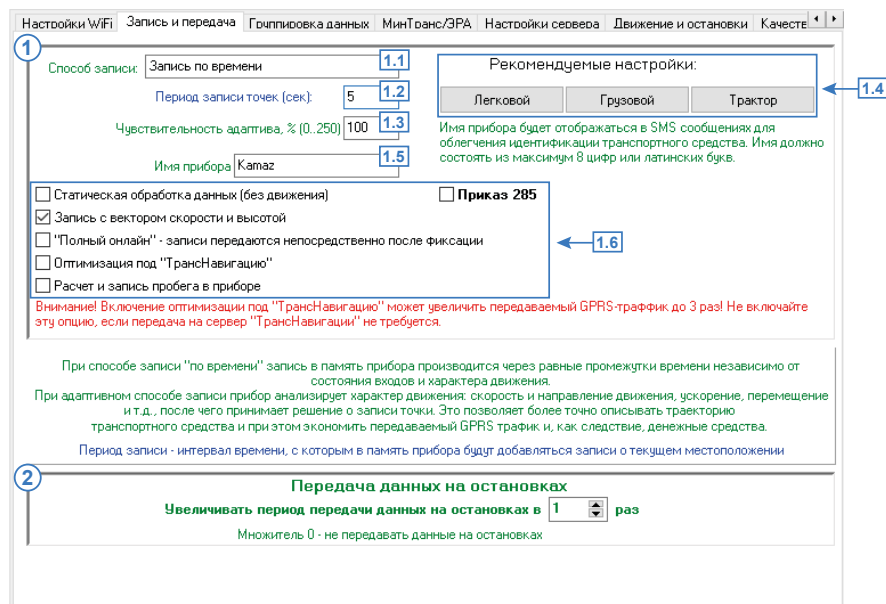 Настройки WiFi Запись и передача Группировка данных МинТранс/ЭРА Настройки сервера Движение и остановки Качеств
1
Способ записи: Запись по времени 1.1
Период записи точек (сек): 5 1.2
Чувствительность адаптива, % (0..250) 100 1.3
Имя прибора Kamaz 1.5
Рекомендуемые настройки:
Легковой Грузовой Трактор
1.4
Имя прибора будет отображаться в SMS сообщениях для
облегчения идентификации транспортного средства. Имя должно
состоять из максимум 8 цифр или латинских букв.
Статическая обработка данных (без движения) Приказ 285
Запись с вектором скорости и высотой
"Полный онлайн" - записи передаются непосредственно после фиксации
1.6
Оптимизация под "ТрансНавигацию"
Расчет и запись пробега в приборе
Внимание! Включение оптимизации под "ТрансНавигацию" может увеличить передаваемый GPRS-траффик до 3 раз! Не включайте
эту опцию, если передача на сервер "ТрансНавигации" не требуется.
При способе записи "по времени" запись в память прибора производится через равные промежутки времени независимо от
состояния входов и характера движения.
При адаптивном способе записи прибор анализирует характер движения: скорость и направление движения, ускорение, перемещение
и т.д., после чего принимает решение о записи точки. Это позволяет более точно описывать траекторию
транспортного средства и при этом экономить передаваемый GPRS трафик и, как следствие, денежные средства.
Период записи - интервал времени, с которым в память прибора будут добавляться записи о текущем местоположении
2
Передача данных на остановках
Увеличивать период передачи данных на остановках в 1 раз
Множитель 0 - не передавать данные на остановках